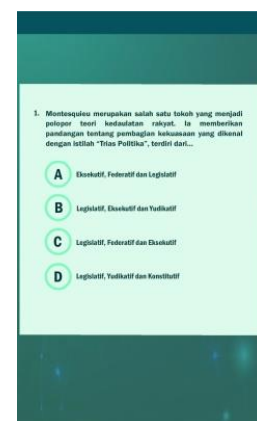 1. Montesquieu merupakan salah satu tokoh yang menjadi
pelopor teori kedaulatan rakyat. Ia memberikan
pandangan tentang pembagian kekuasaan yang dikenal
dengan istilah "Trias Politika", terdiri dari...
A Eksekutif, Federatif dan Legislatif
B Legislatif, Eksekutif dan Yudikatif
C Legislatif, Federatif dan Eksekutif
D Legislatif, Yudikatif dan Konstitutif